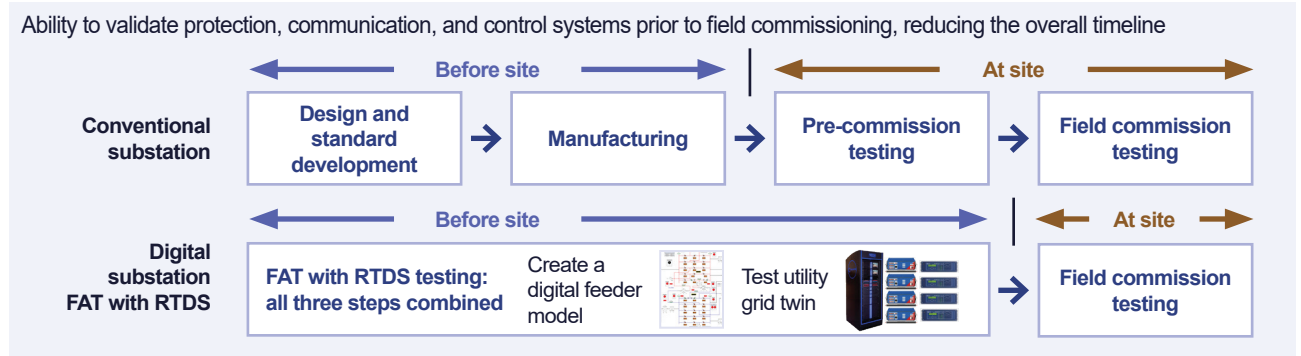 Ability to validate protection, communication, and control systems prior to field commissioning, reducing the overall timeline
Before site
At site
Conventional
substation
Design and
standard
development
Manufacturing
Pre-commission
testing
Field commission
testing
Before site
At site
Digital
substation
FAT with RTDS
FAT with RTDS testing:
all three steps combined
Create a
digital feeder
model
Test utility
grid twin
Field commission
testing